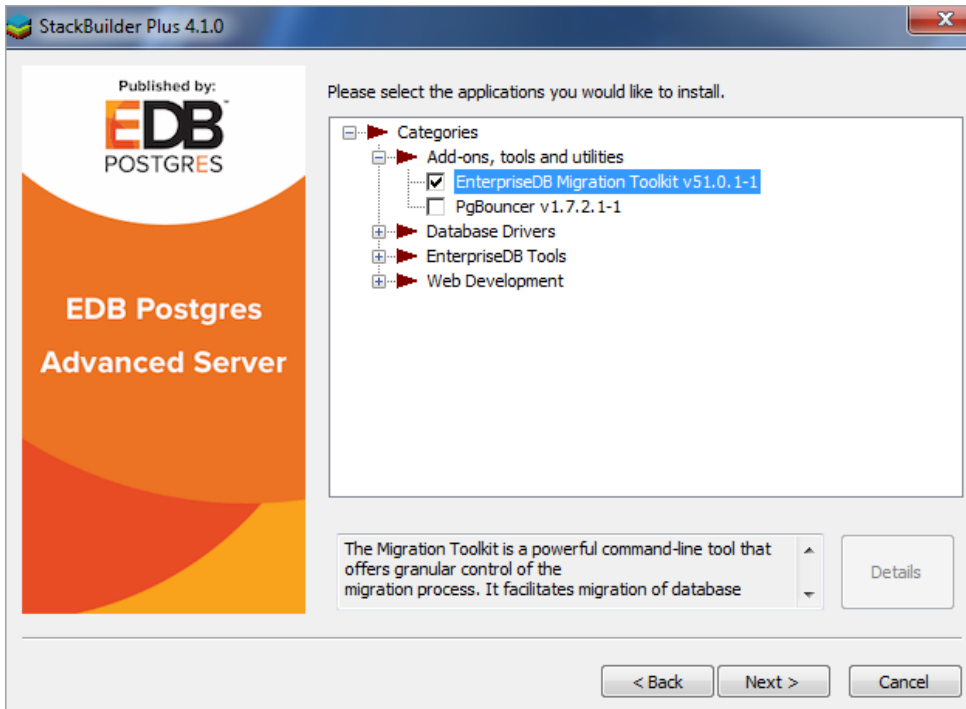 StackBuilder Plus 4.1.0
Published by:
EDB™
POSTGRES
EDB Postgres
Advanced Server
Please select the applications you would like to install.
Categories
Add-ons, tools and utilities
EnterpriseDB Migration Toolkit v51.0.1-1
PgBouncer v1.7.2.1-1
Database Drivers
EnterpriseDB Tools
Web Development
The Migration Toolkit is a powerful command-line tool that
offers granular control of the
migration process. It facilitates migration of database
Details
< Back
Next >
Cancel